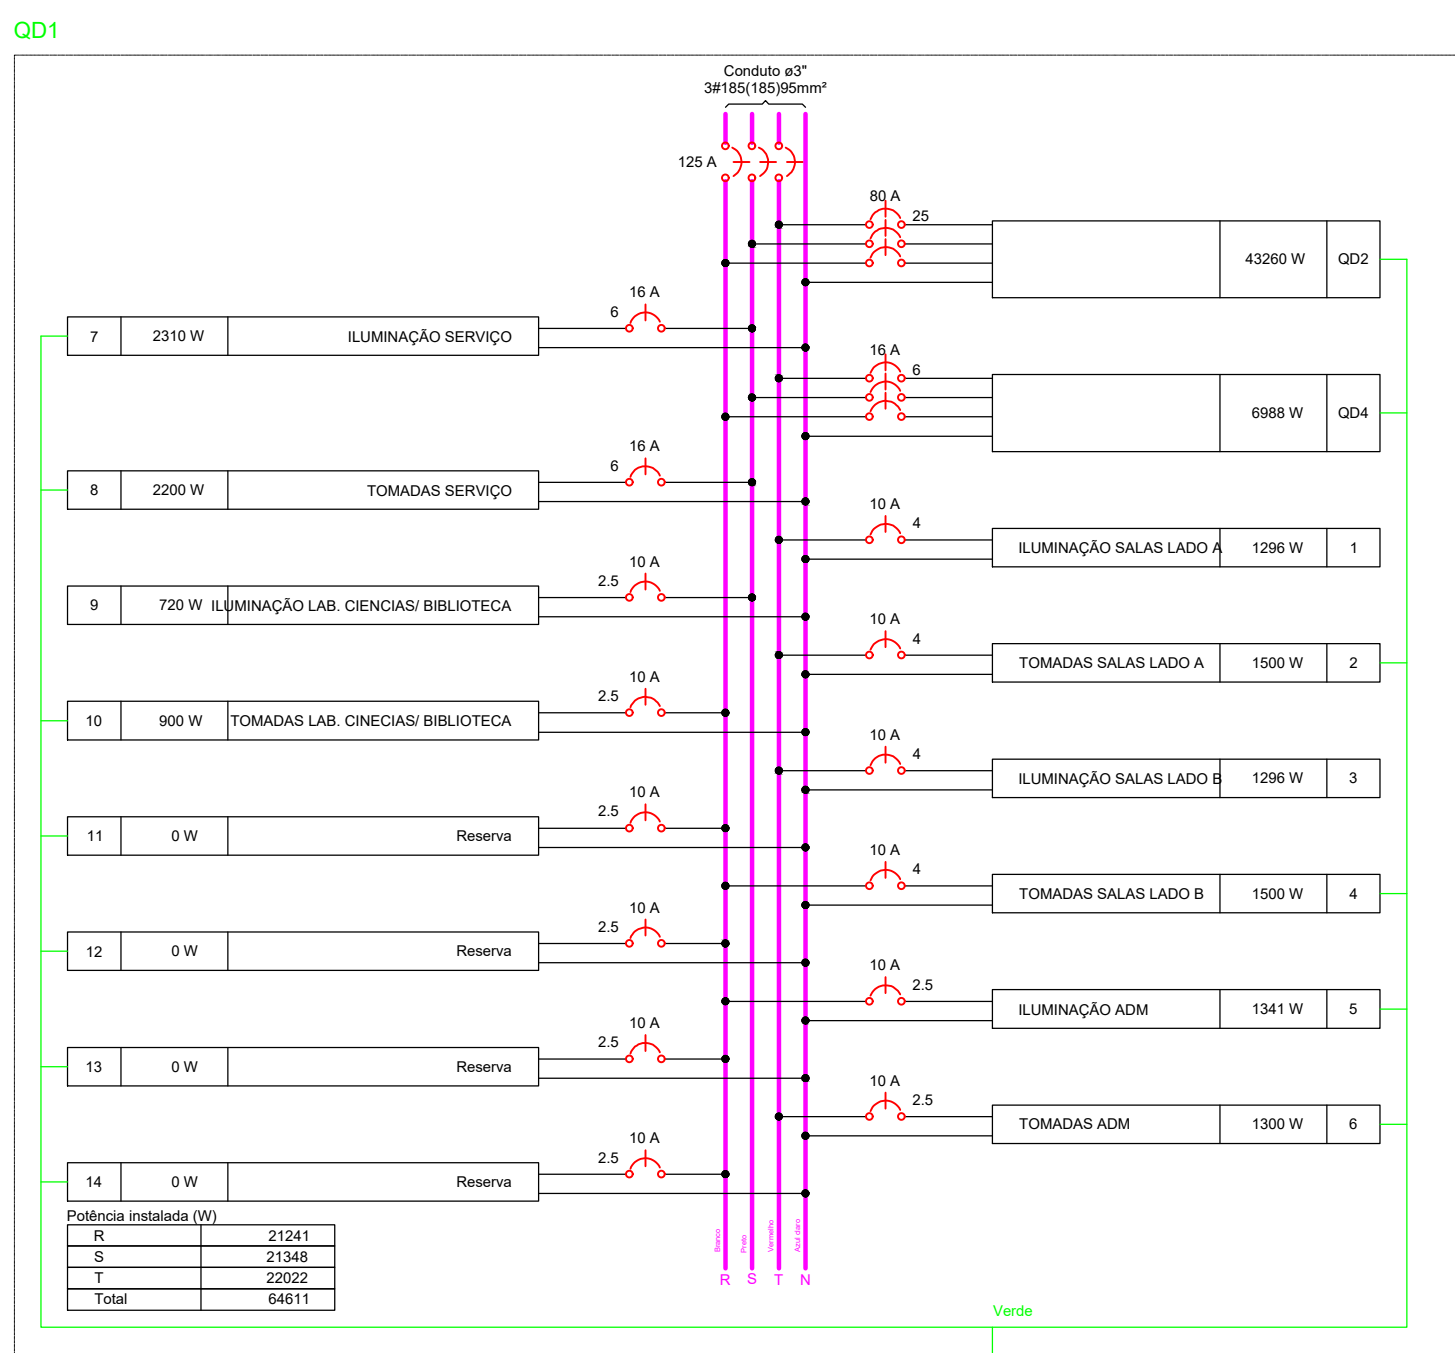 QD1
Conduto ø3"
3#185(185)95mm²
125 A
80 A
25
43260 W QD2
16 A
6
7 2310 W ILUMINAÇÃO SERVIÇO
16 A
6
6988 W QD4
16 A
6
8 2200 W TOMADAS SERVIÇO
10 A
4
ILUMINAÇÃO SALAS LADO A 1296 W 1
10 A
2.5
9 720 W ILUMINAÇÃO LAB. CIENCIAS/ BIBLIOTECA
10 A
4
TOMADAS SALAS LADO A 1500 W 2
10 A
2.5
10 900 W TOMADAS LAB. CINECIAS/ BIBLIOTECA
10 A
4
ILUMINAÇÃO SALAS LADO B 1296 W 3
10 A
2.5
11 0 W Reserva
10 A
4
TOMADAS SALAS LADO B 1500 W 4
10 A
2.5
12 0 W Reserva
10 A
2.5
ILUMINAÇÃO ADM 1341 W 5
10 A
2.5
13 0 W Reserva
10 A
2.5
TOMADAS ADM 1300 W 6
10 A
2.5
14 0 W Reserva
Potência instalada (W)
R 21241
S 21348
T 22022
Total 64611
Branco
Preto
Vermelho
Azul claro
R S T N
Verde